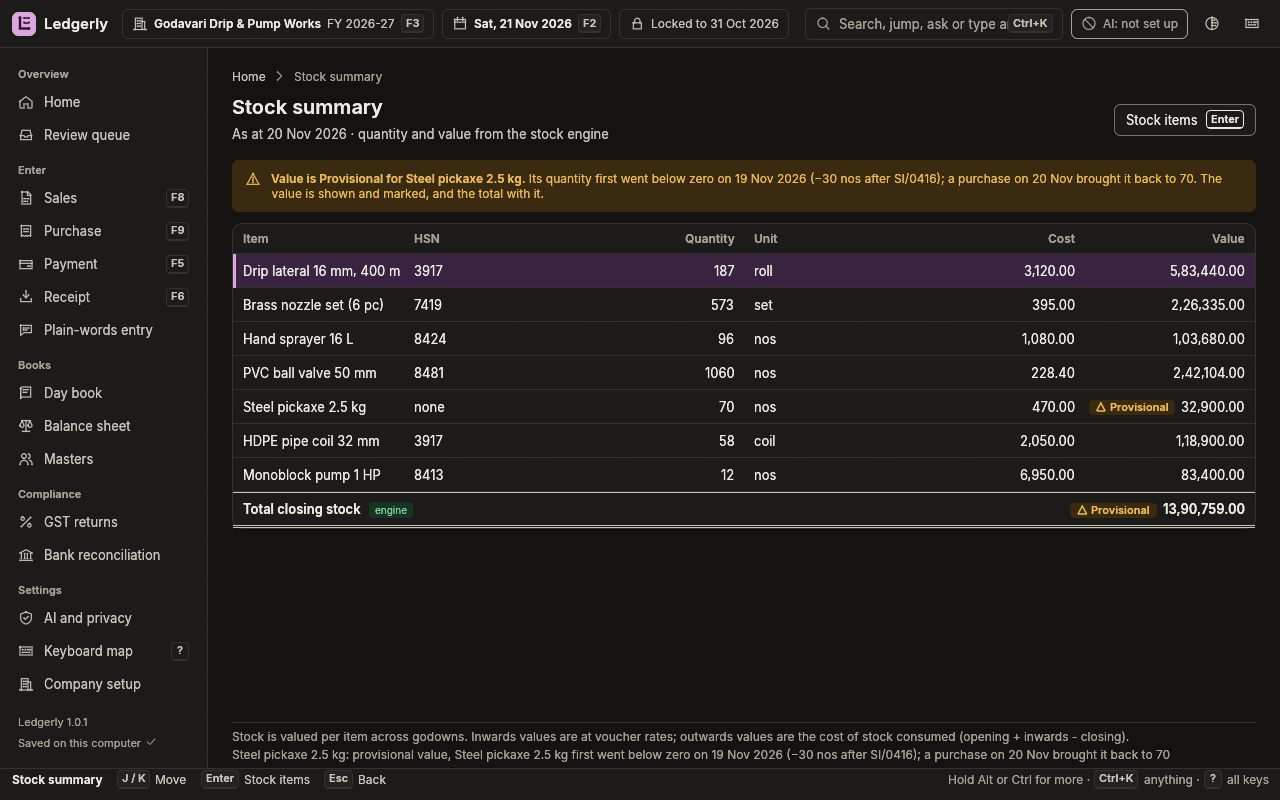 Ledgerly
Godavari Drip & Pump Works FY 2026-27 F3
Sat, 21 Nov 2026 F2
Locked to 31 Oct 2026
Search, jump, ask or type a Ctrl+K
AI: not set up
Overview
Home
Review queue
Enter
Sales F8
Purchase F9
Payment F5
Receipt F6
Plain-words entry
Books
Day book
Balance sheet
Masters
Compliance
GST returns
Bank reconciliation
Settings
AI and privacy
Keyboard map ?
Company setup
Ledgerly 1.0.1
Saved on this computer
Home > Stock summary
Stock summary
As at 20 Nov 2026 · quantity and value from the stock engine
Stock items Enter
Value is Provisional for Steel pickaxe 2.5 kg. Its quantity first went below zero on 19 Nov 2026 (−30 nos after SI/0416); a purchase on 20 Nov brought it back to 70. The
value is shown and marked, and the total with it.
Item HSN Quantity Unit Cost Value
Drip lateral 16 mm, 400 m 3917 187 roll 3,120.00 5,83,440.00
Brass nozzle set (6 pc) 7419 573 set 395.00 2,26,335.00
Hand sprayer 16 L 8424 96 nos 1,080.00 1,03,680.00
PVC ball valve 50 mm 8481 1060 nos 228.40 2,42,104.00
Steel pickaxe 2.5 kg none 70 nos 470.00 Provisional 32,900.00
HDPE pipe coil 32 mm 3917 58 coil 2,050.00 1,18,900.00
Monoblock pump 1 HP 8413 12 nos 6,950.00 83,400.00
Total closing stock engine Provisional 13,90,759.00
Stock is valued per item across godowns. Inwards values are at voucher rates; outwards values are the cost of stock consumed (opening + inwards - closing).
Steel pickaxe 2.5 kg: provisional value, Steel pickaxe 2.5 kg first went below zero on 19 Nov 2026 (−30 nos after SI/0416); a purchase on 20 Nov brought it back to 70
Stock summary J / K Move Enter Stock items Esc Back
Hold Alt or Ctrl for more · Ctrl+K anything · ? all keys